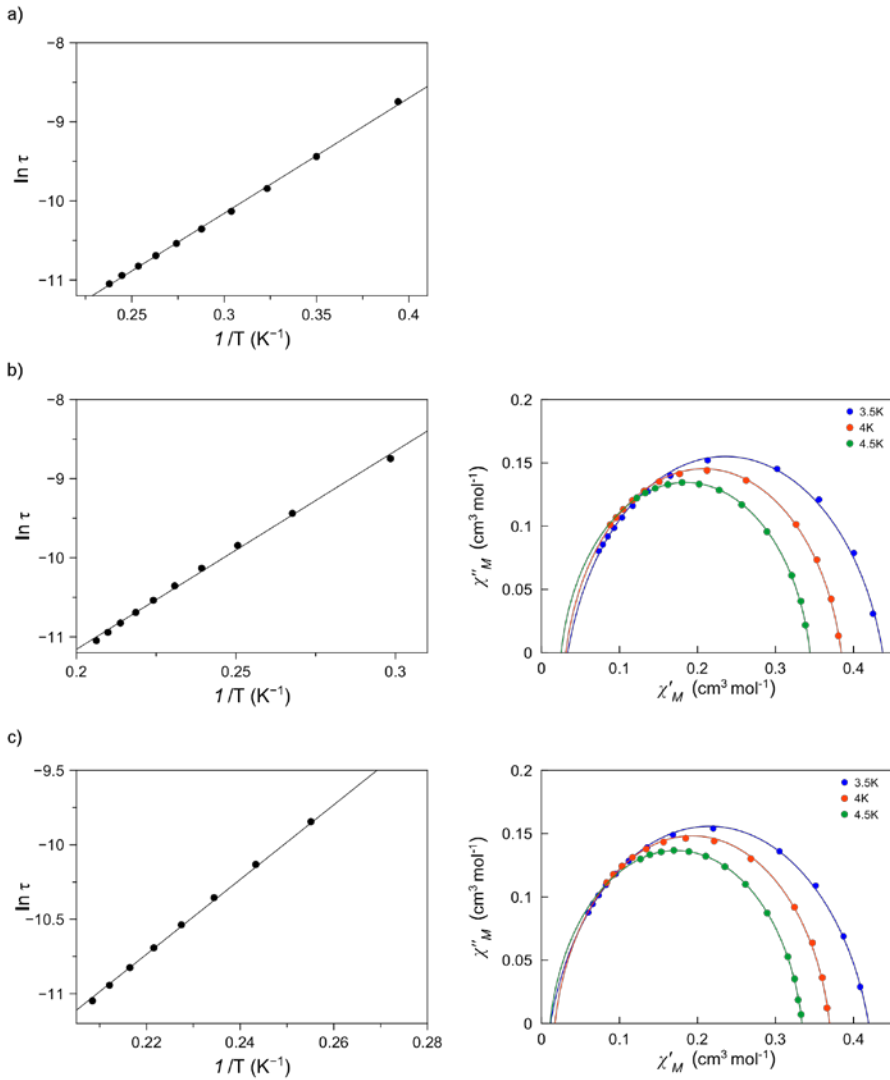 a)
−8
−9
−10
−11
ln τ
0.25
0.3
0.35
0.4
1/T (K⁻¹)
b)
−8
−9
−10
−11
ln τ
0.2
0.25
0.3
1/T (K⁻¹)
0.2
0.15
0.1
0.05
0
χ″M (cm³ mol⁻¹)
3.5K
4K
4.5K
0
0.1
0.2
0.3
0.4
χ′M (cm³ mol⁻¹)
c)
−9.5
−10
−10.5
−11
ln τ
0.22
0.24
0.26
0.28
1/T (K⁻¹)
0.2
0.15
0.1
0.05
0
χ″M (cm³ mol⁻¹)
3.5K
4K
4.5K
0
0.1
0.2
0.3
0.4
χ′M (cm³ mol⁻¹)